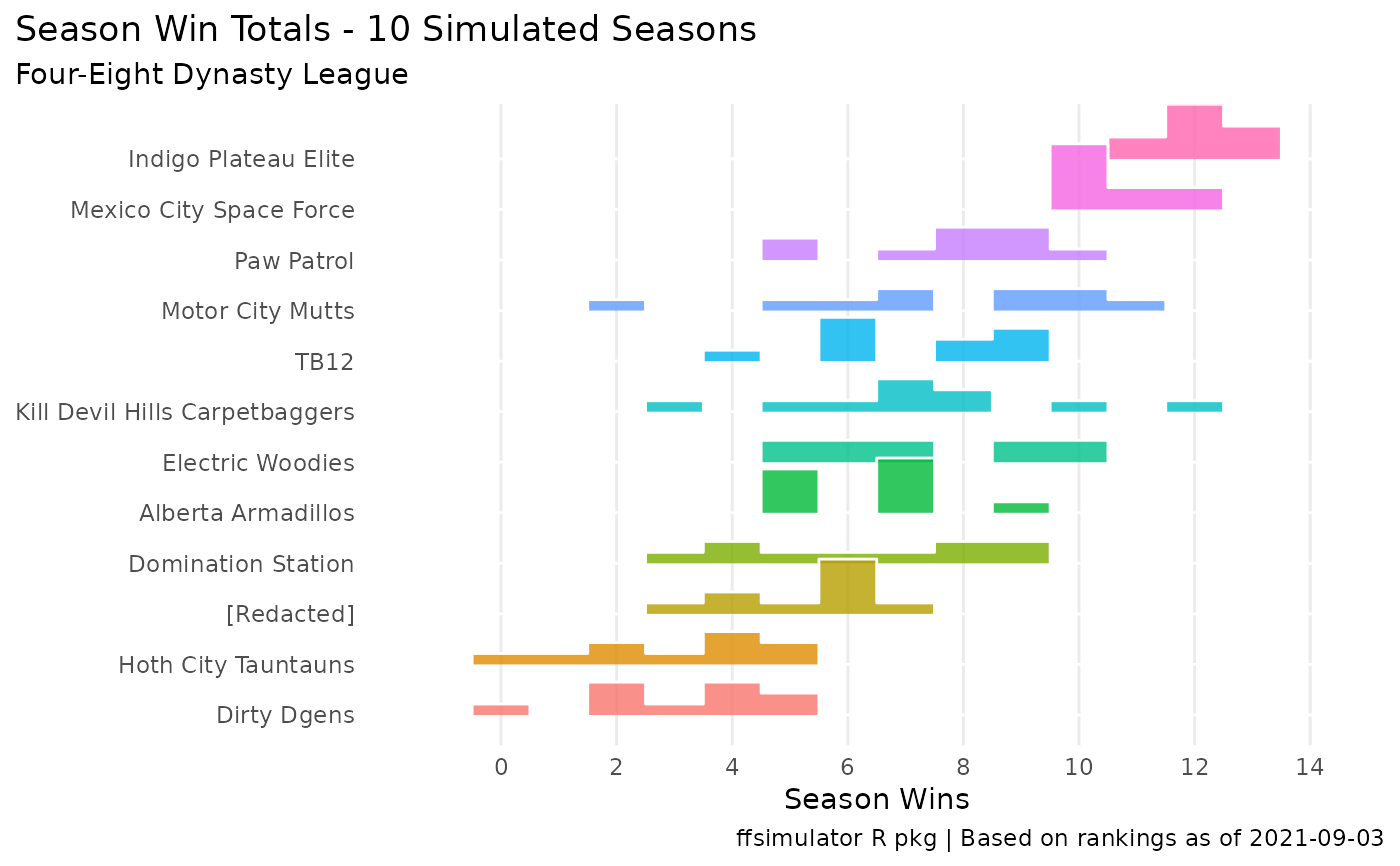 Season Win Totals - 10 Simulated Seasons
Four-Eight Dynasty League
Indigo Plateau Elite
Mexico City Space Force
Paw Patrol
Motor City Mutts
TB12
Kill Devil Hills Carpetbaggers
Electric Woodies
Alberta Armadillos
Domination Station
[Redacted]
Hoth City Tauntauns
Dirty Dgens
0 2 4 6 8 10 12 14
Season Wins
ffsimulator R pkg | Based on rankings as of 2021-09-03